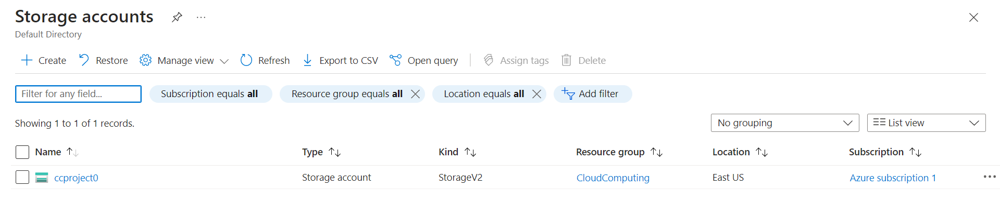 Storage accounts
Default Directory
Create Restore Manage view Refresh Export to CSV Open query Assign tags Delete
Filter for any field... Subscription equals all Resource group equals all Location equals all Add filter
Showing 1 to 1 of 1 records. No grouping List view
Name Type Kind Resource group Location Subscription
ccproject0 Storage account StorageV2 CloudComputing East US Azure subscription 1